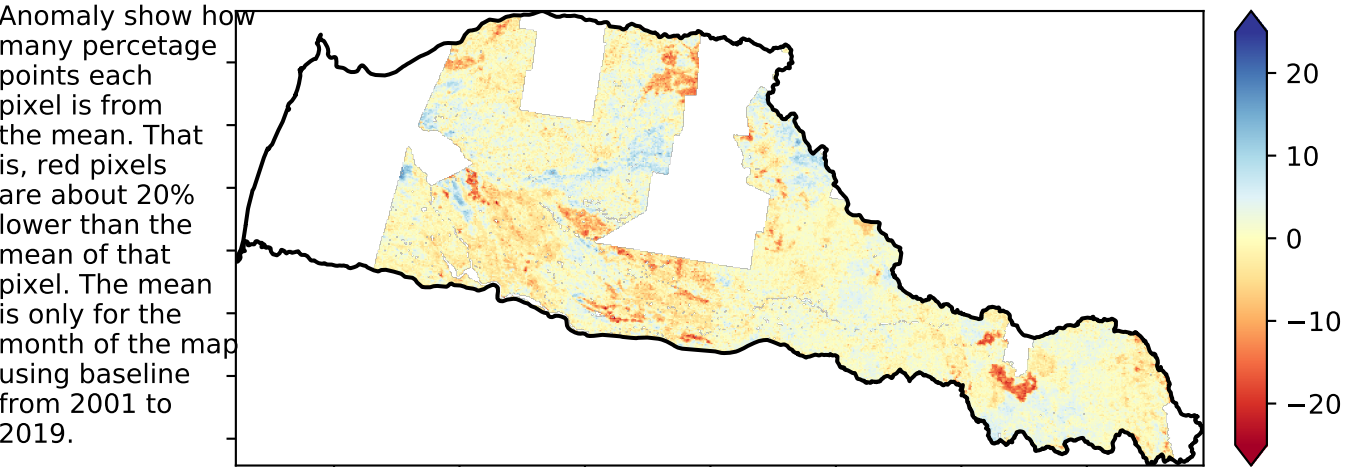 Anomaly show how
many percetage
points each
pixel is from
the mean. That
is, red pixels
are about 20%
lower than the
mean of that
pixel. The mean
is only for the
month of the map
using baseline
from 2001 to
2019.
20
10
0
−10
−20